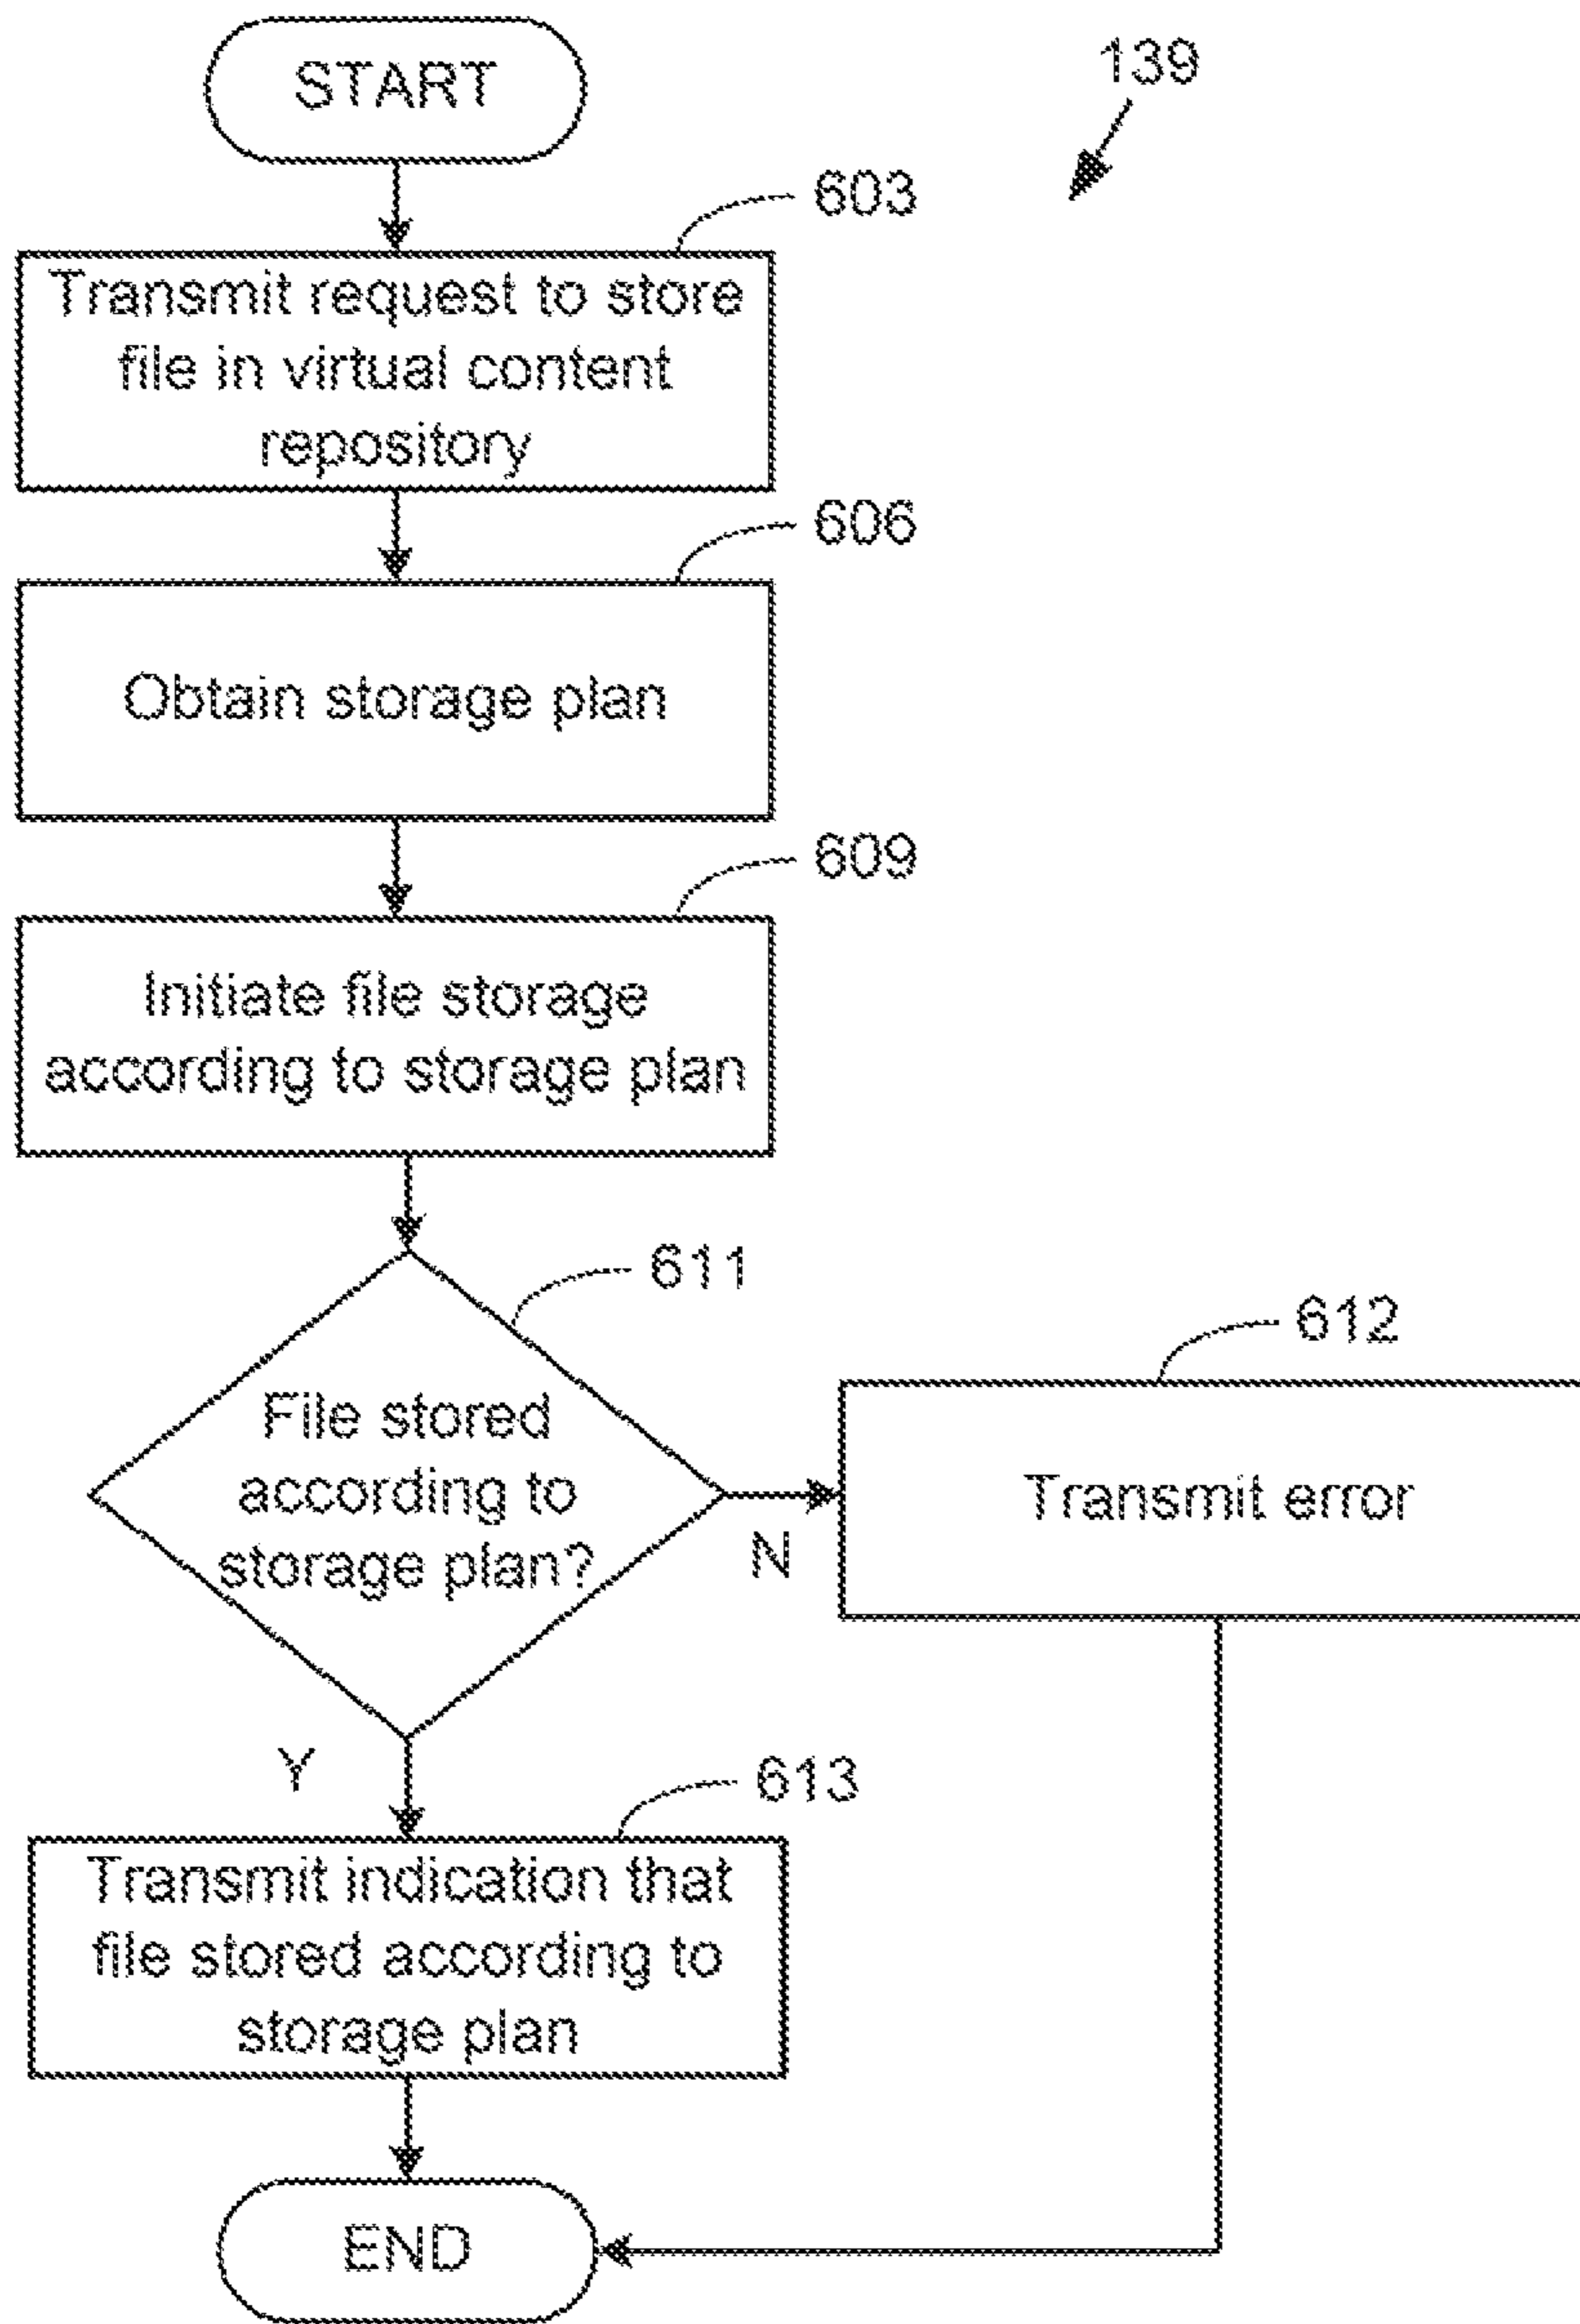 START
139
603
Transmit request to store
file in virtual content
repository
606
Obtain storage plan
609
Initiate file storage
according to storage plan
611
File stored
according to
storage plan?
N
612
Transmit error
Y
613
Transmit indication that
file stored according to
storage plan
END